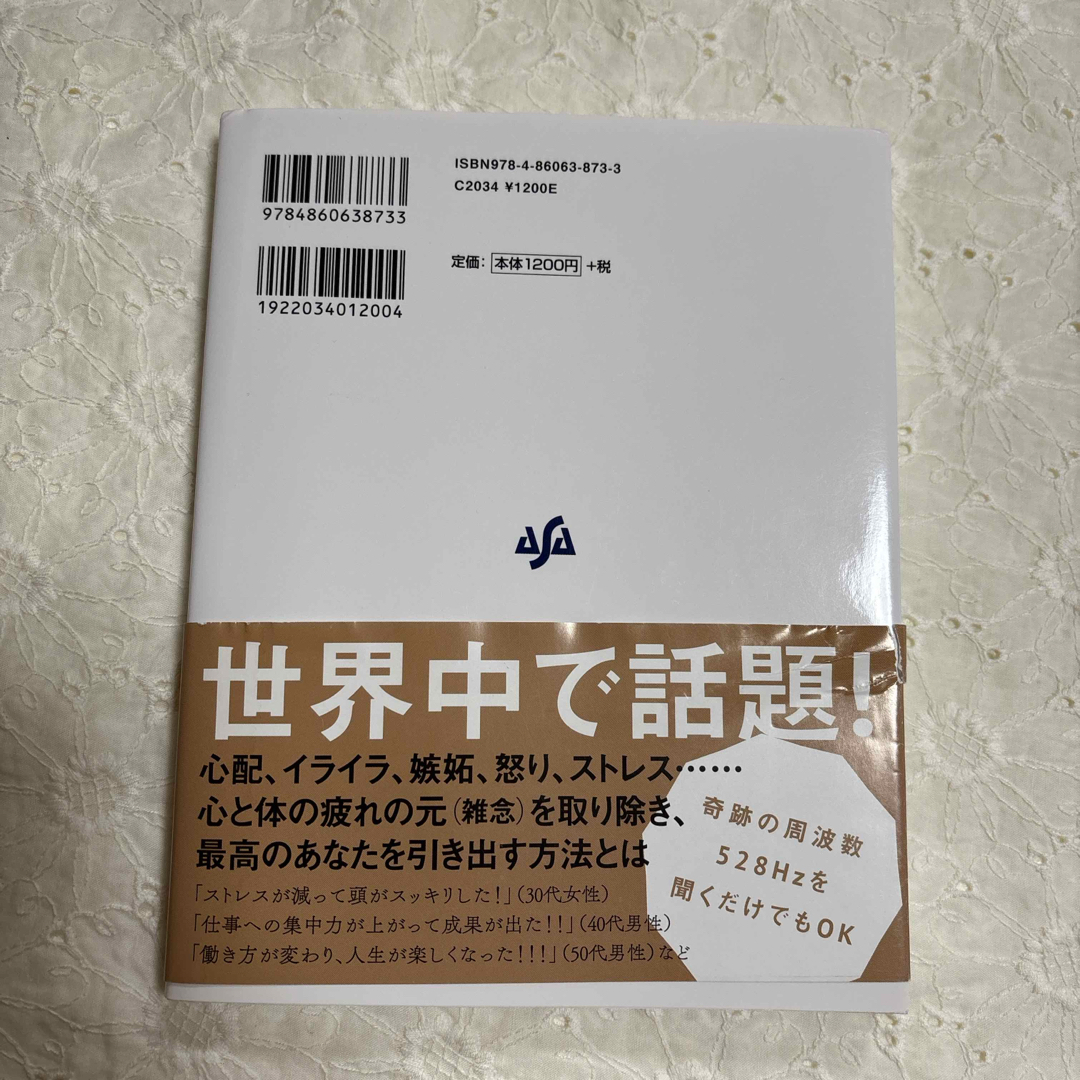 ISBN978-4-86063-873-3
C2034 ¥1200E
9784860638733
定価：本体1200円＋税
1922034012004
ASA
世界中で話題！
心配、イライラ、嫉妬、怒り、ストレス……
心と体の疲れの元（雑念）を取り除き、
最高のあなたを引き出す方法とは
「ストレスが減って頭がスッキリした！」（30代女性）
「仕事への集中力が上がって成果が出た！！」（40代男性）
「働き方が変わり、人生が楽しくなった！！！」（50代男性）など
奇跡の周波数
528Hzを
聞くだけでもOK